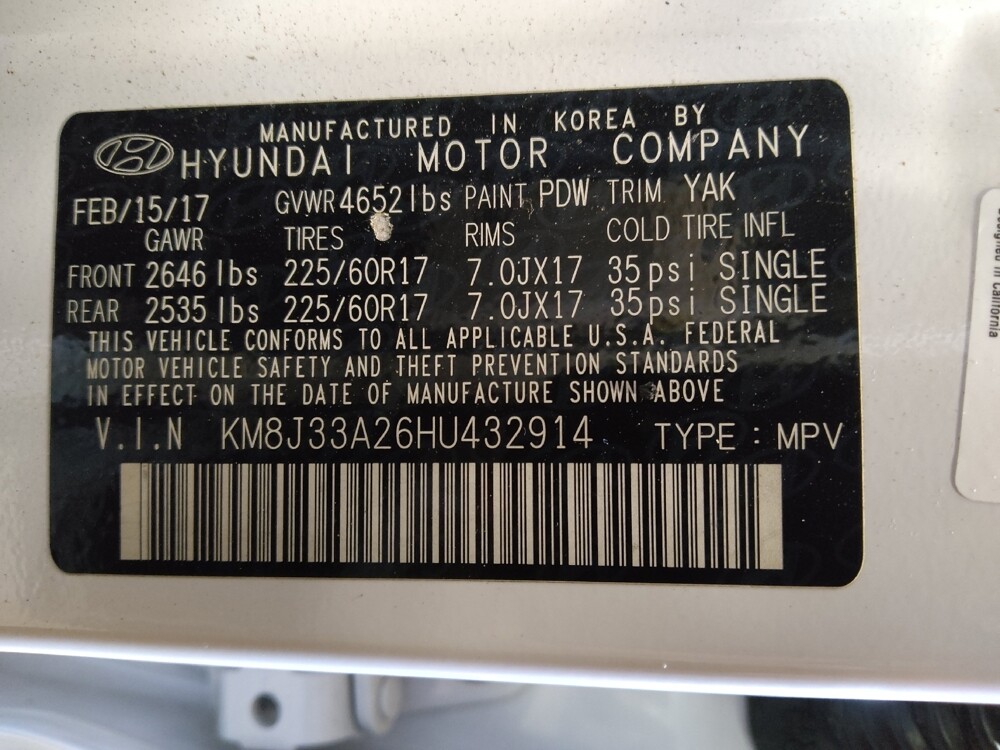 MANUFACTURED IN KOREA BY
HYUNDAI MOTOR COMPANY
FEB/15/17 GVWR 4652lbs PAINT PDW TRIM YAK
GAWR TIRES RIMS COLD TIRE INFL
FRONT 2646 lbs 225/60R17 7.0JX17 35psi SINGLE
REAR 2535 lbs 225/60R17 7.0JX17 35psi SINGLE
THIS VEHICLE CONFORMS TO ALL APPLICABLE U.S.A. FEDERAL
MOTOR VEHICLE SAFETY AND THEFT PREVENTION STANDARDS
IN EFFECT ON THE DATE OF MANUFACTURE SHOWN ABOVE
V.I.N KM8J33A26HU432914 TYPE : MPV
in California